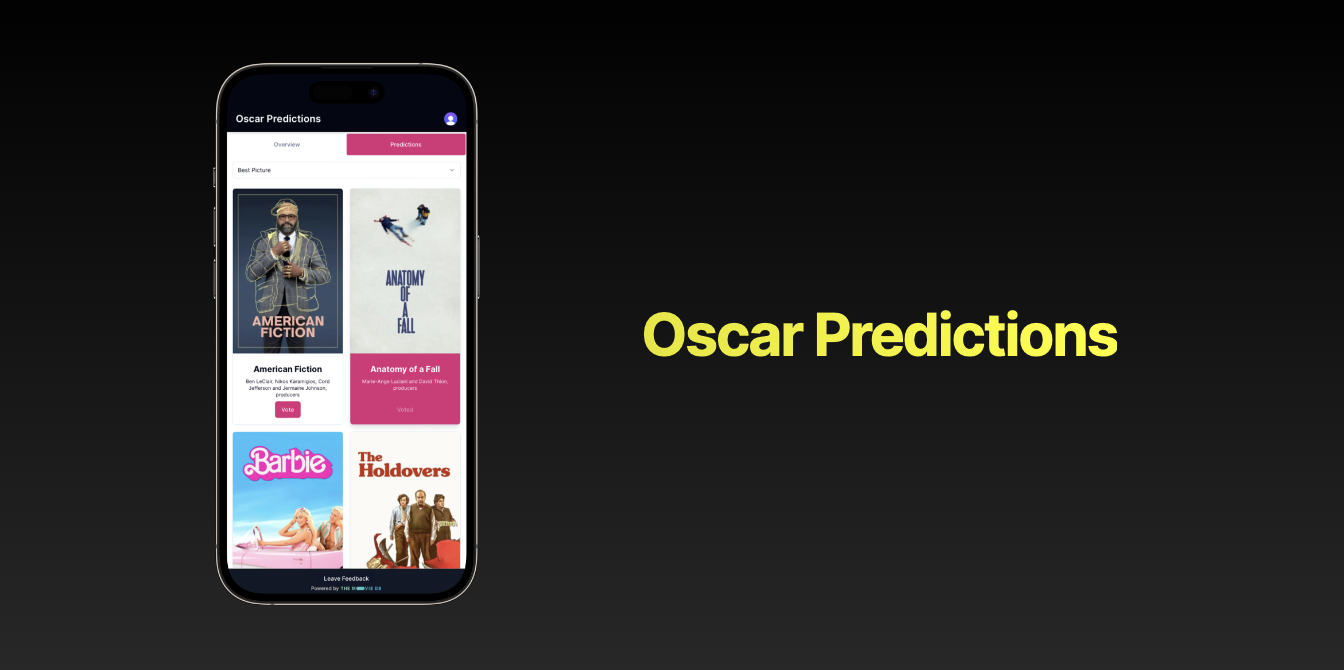 Oscar Predictions
Overview
Predictions
Best Picture
AMERICAN
FICTION
American Fiction
Ben LeClair, Nikos Karamigios, Cord
Jefferson and Jermaine Johnson,
producers
Vote
ANATOMY
OF
A
FALL
Anatomy of a Fall
Marie-Ange Luciani and David Thion,
producers
Voted
Barbie
The
Holdovers
Leave Feedback
Powered by THE MOVIE DB
Oscar Predictions